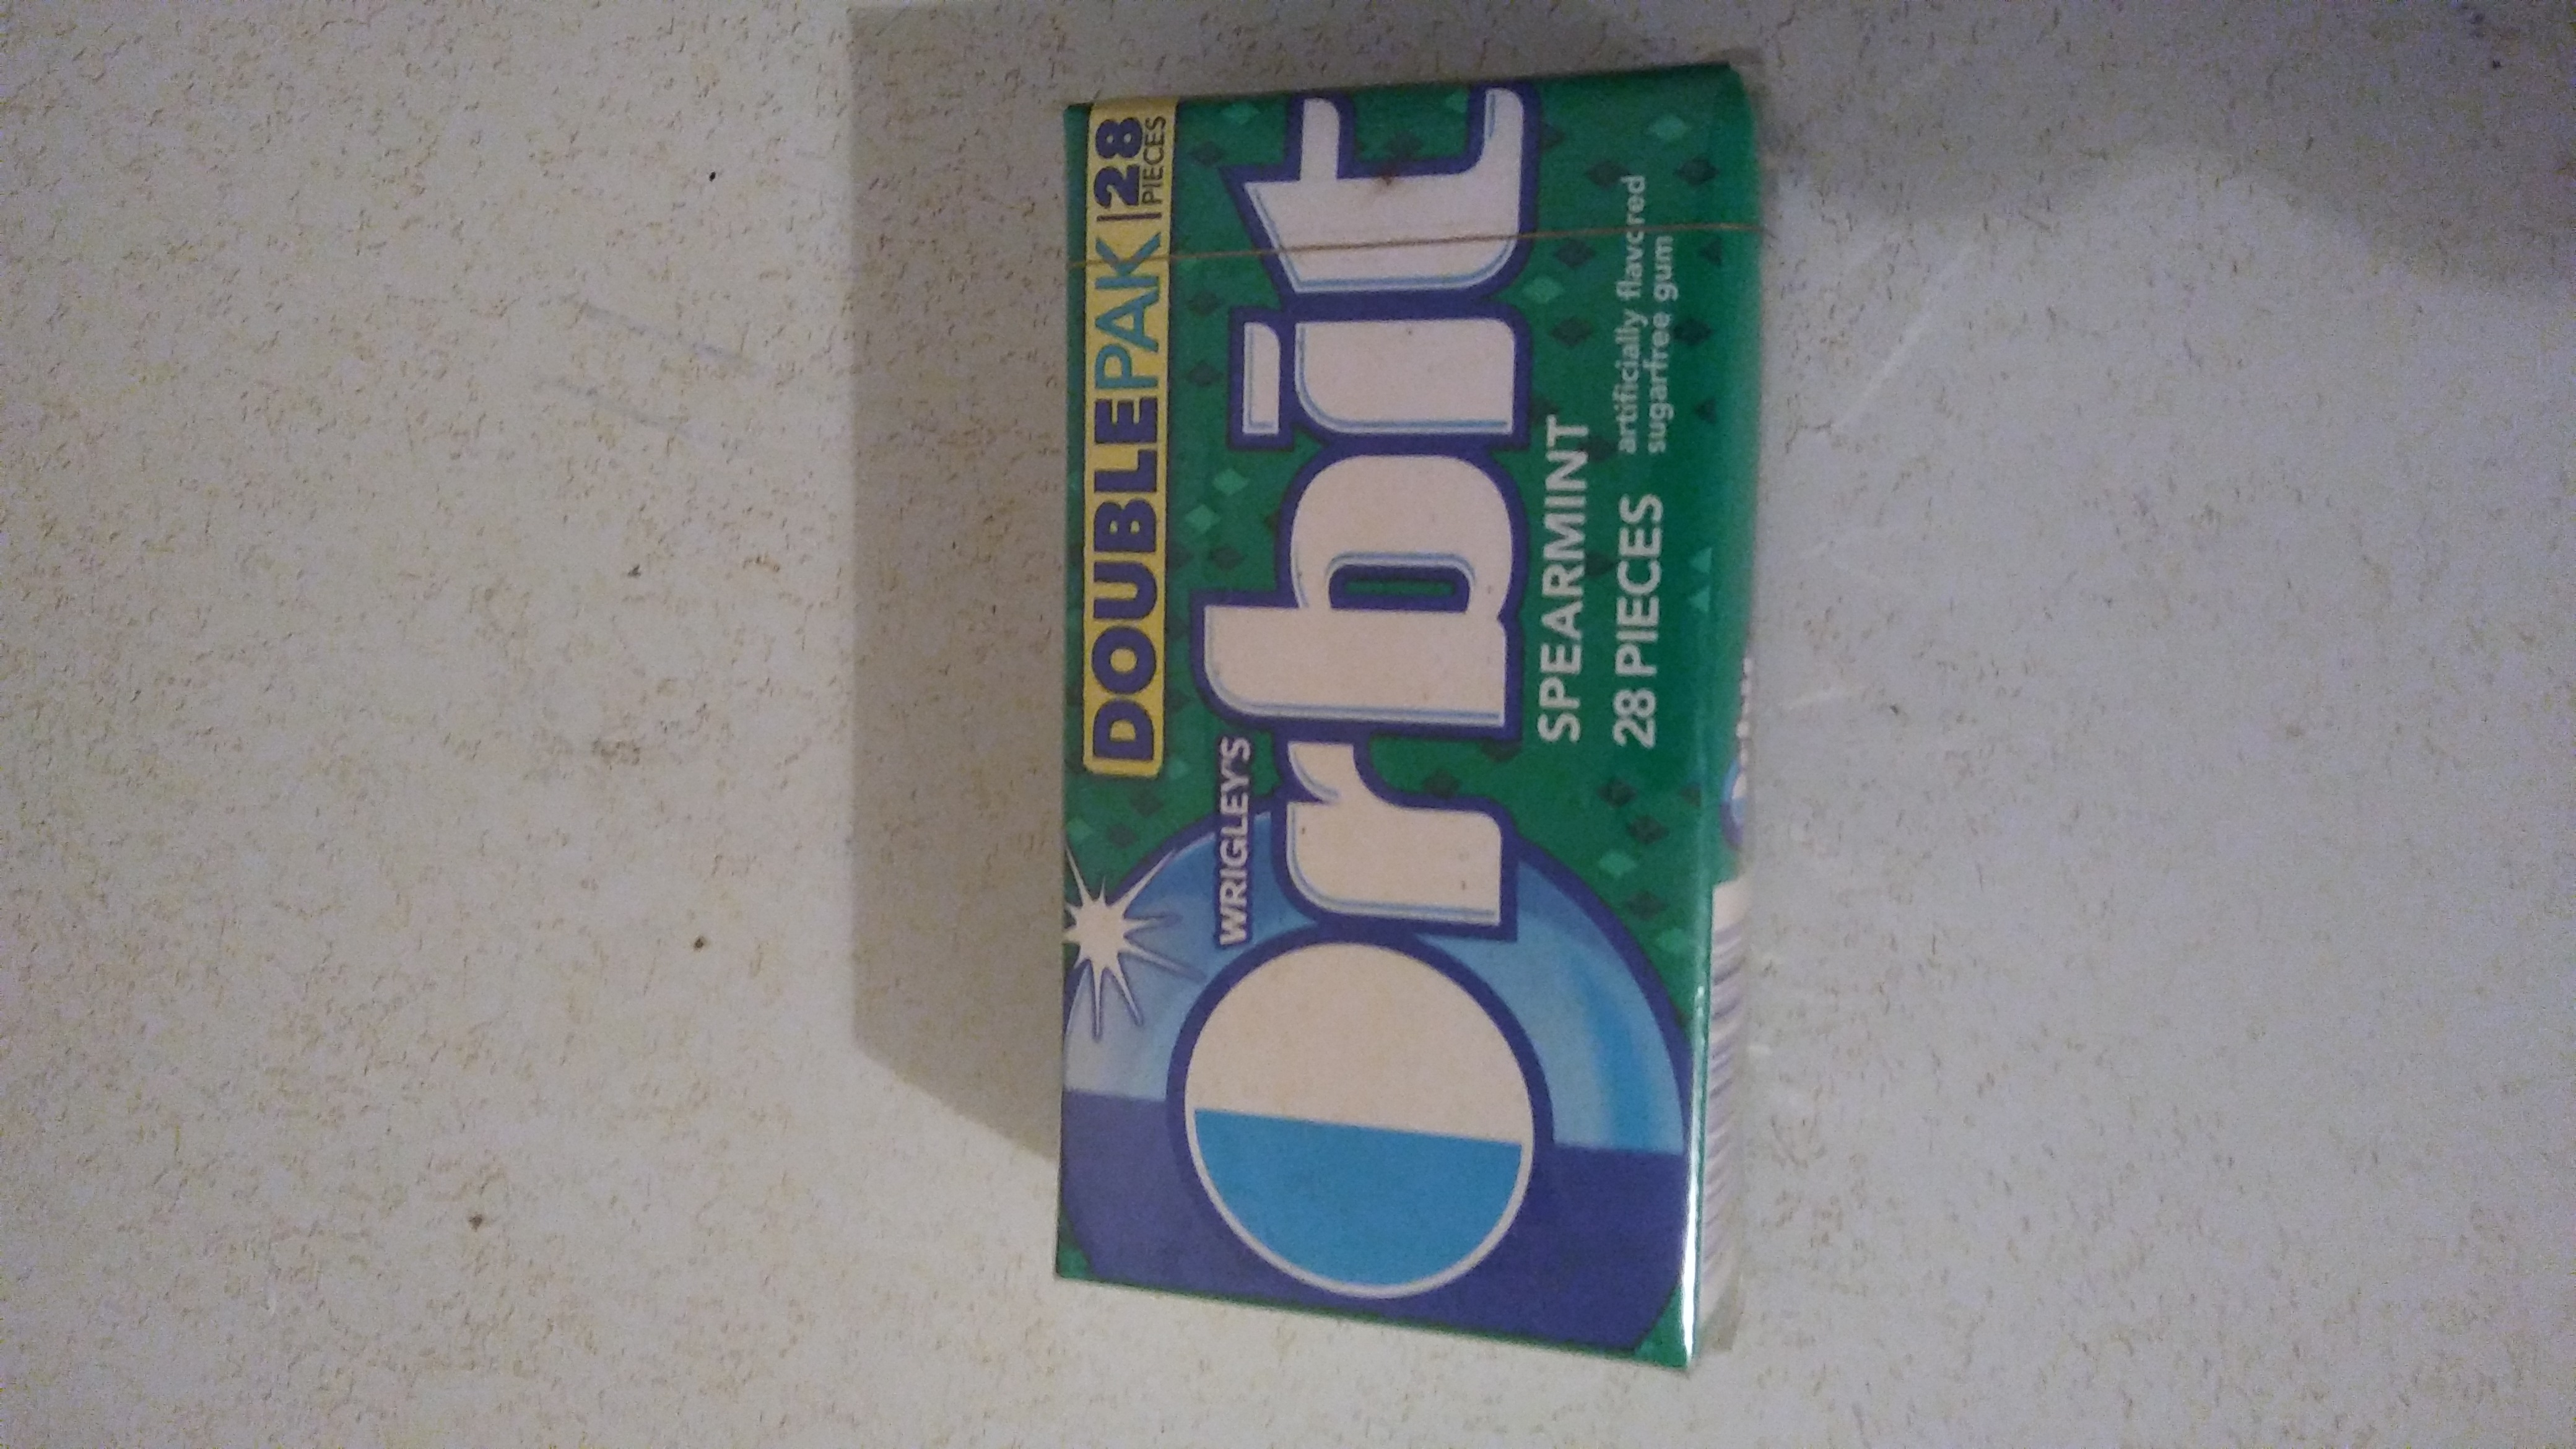 DOUBLEPAK | 28 PIECES
WRIGLEY'S
Orbit
SPEARMINT
28 PIECES
artificially flavored
sugarfree gum